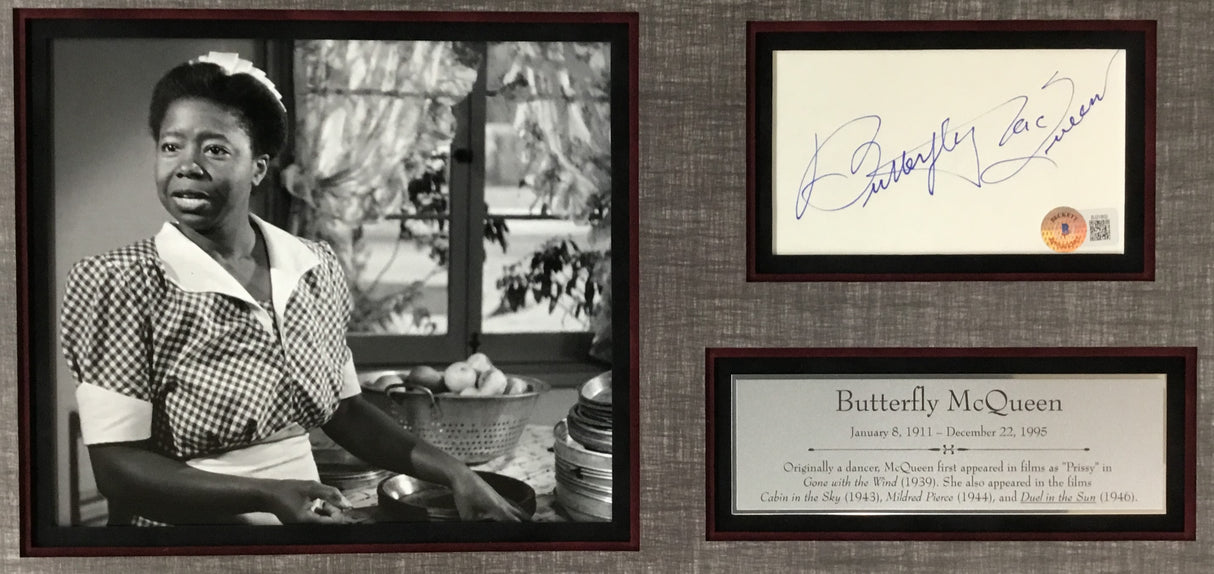 Butterfly McQueen
BECKETT
B
Butterfly McQueen
January 8, 1911 – December 22, 1995
Originally a dancer, McQueen first appeared in films as "Prissy" in
Gone with the Wind (1939). She also appeared in the films
Cabin in the Sky (1943), Mildred Pierce (1944), and Duel in the Sun (1946).